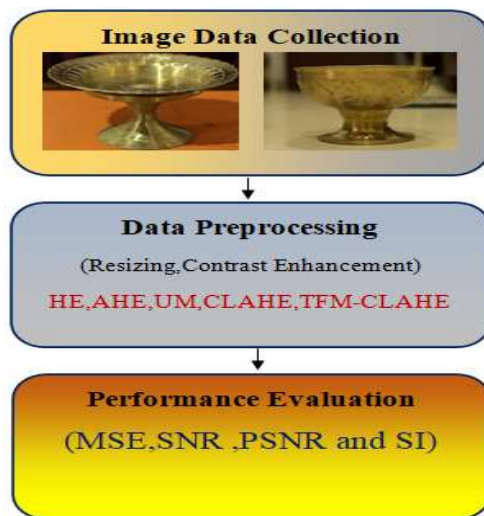 Image Data Collection
Data Preprocessing
(Resizing,Contrast Enhancement)
HE,AHE,UM,CLAHE,TFM-CLAHE
Performance Evaluation
(MSE,SNR ,PSNR and SI)